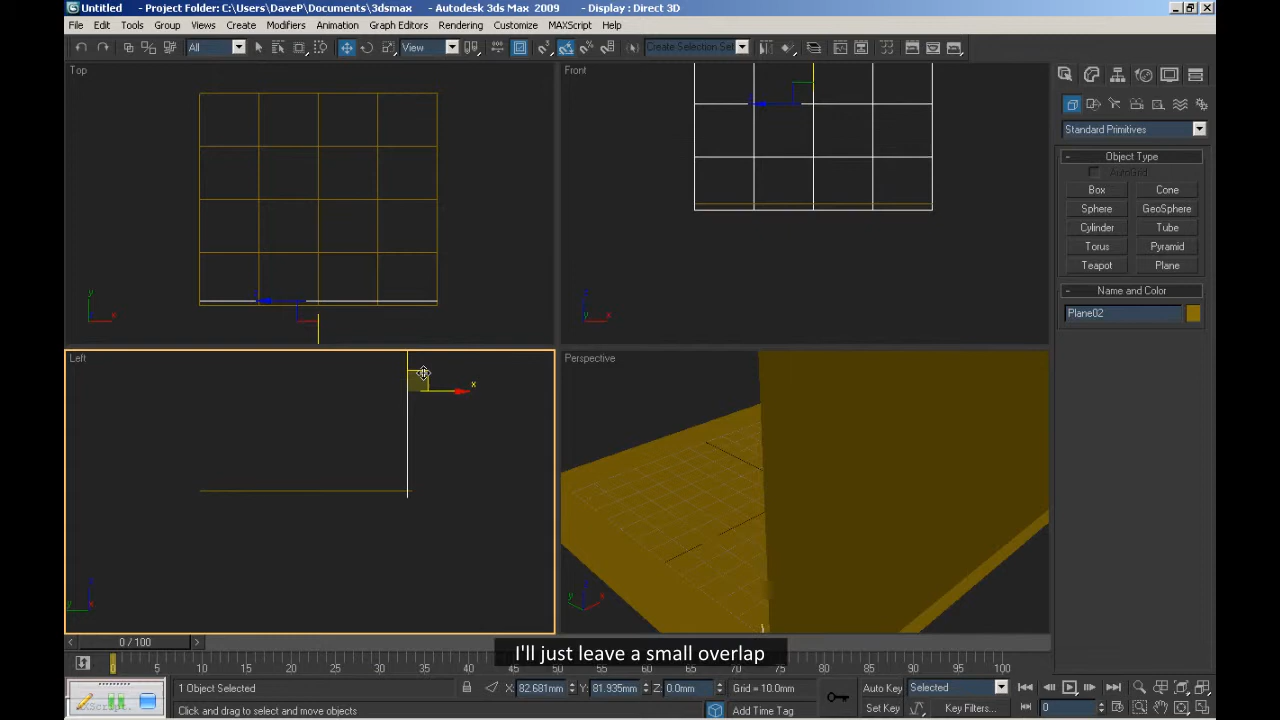 Untitled - Project Folder: C:\Users\DaveP\Documents\3dsmax - Autodesk 3ds Max 2009 - Display : Direct 3D
File Edit Tools Group Views Create Modifiers Animation Graph Editors Rendering Customize MAXScript Help
All View Create Selection Set
Top Front
Standard Primitives
Object Type
AutoGrid
Box Cone
Sphere GeoSphere
Cylinder Tube
Torus Pyramid
Teapot Plane
Name and Color
Plane02
y x z y x
Left Perspective
x
z y x z y x
0 / 100
I'll just leave a small overlap
0 5 10 15 20 25 30 35 40 45 50 55 60 65 70 75 80 85 90 95 100
1 Object Selected X: 82.681mm Y: 81.935mm Z: 0.0mm Grid = 10.0mm Auto Key Selected
Click and drag to select and move objects Add Time Tag Set Key Key Filters... 0